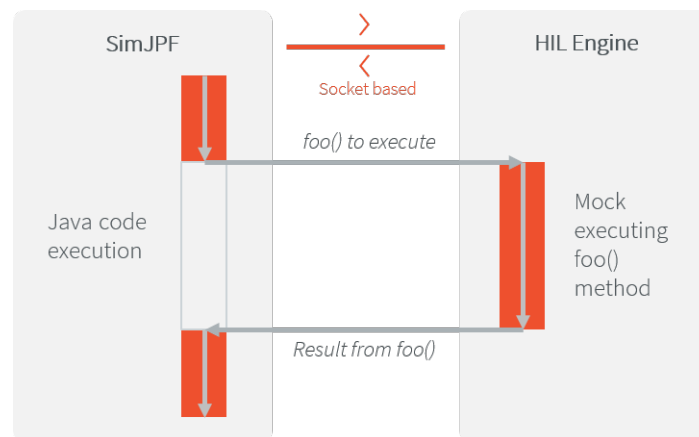 SimJPF
HIL Engine
Socket based
foo() to execute
Java code
execution
Mock
executing
foo()
method
Result from foo()